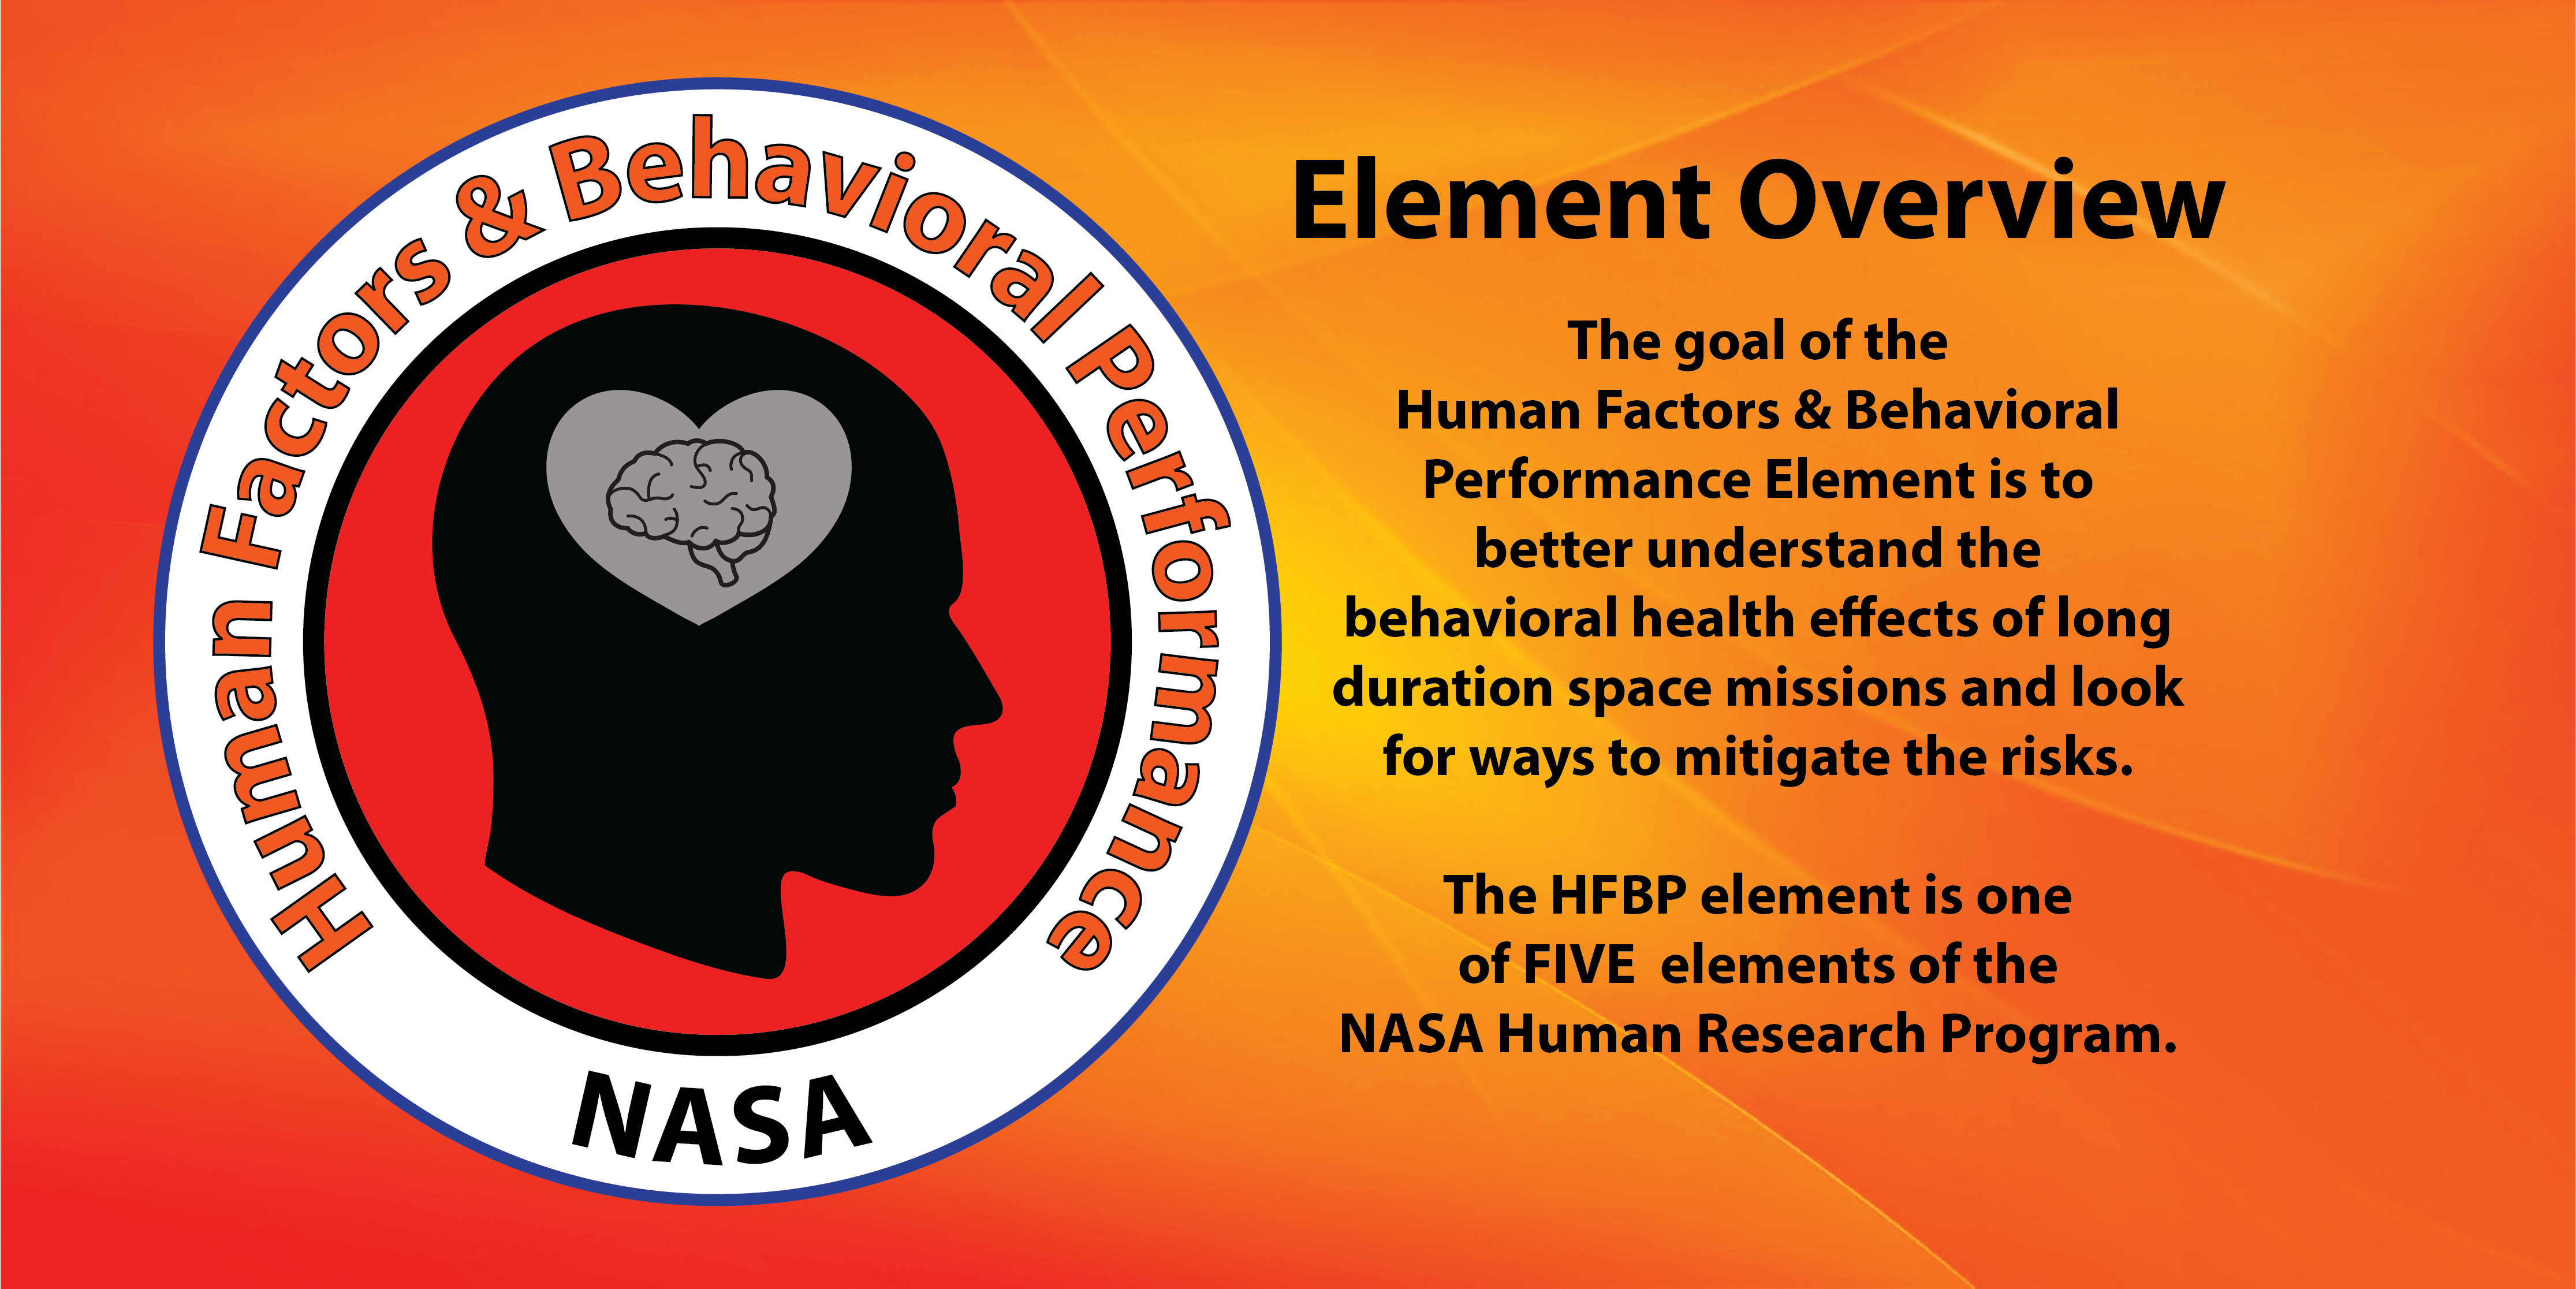 Human Factors & Behavioral Performance
NASA
Element Overview
The goal of the
Human Factors & Behavioral
Performance Element is to
better understand the
behavioral health effects of long
duration space missions and look
for ways to mitigate the risks.
The HFBP element is one
of FIVE  elements of the
NASA Human Research Program.